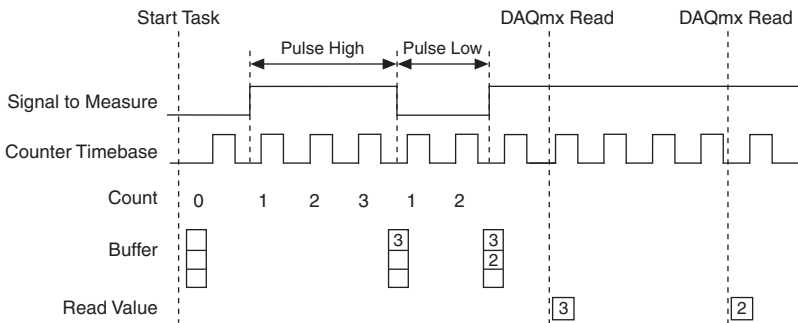 Start Task DAQmx Read DAQmx Read
Pulse High Pulse Low
Signal to Measure
Counter Timebase
Count 0 1 2 3 1 2
Buffer 3 3
2
Read Value 3 2